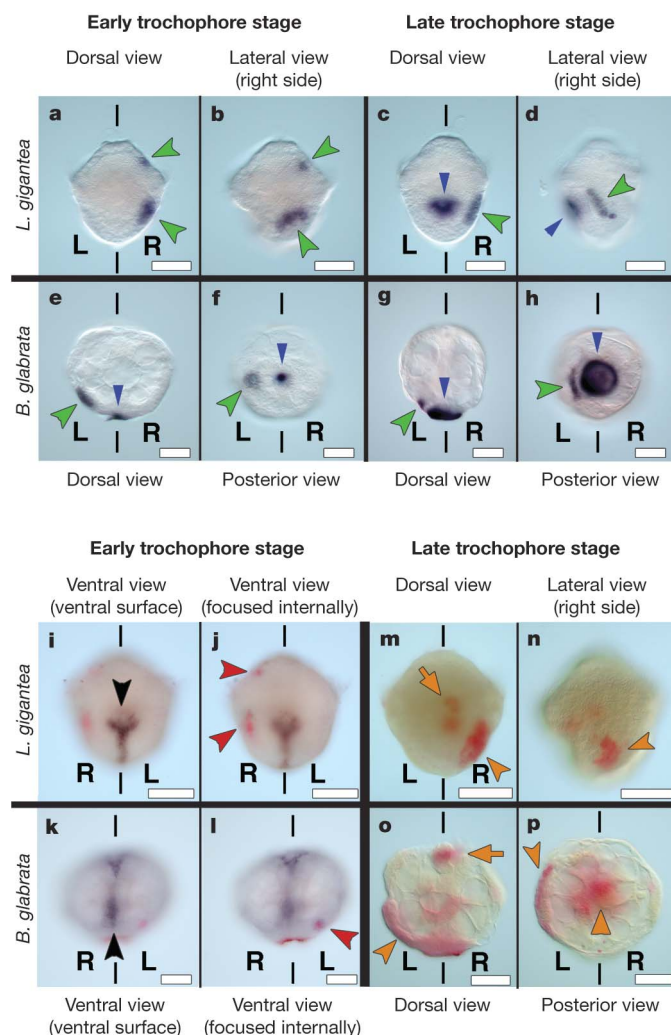 Early trochophore stage Late trochophore stage
Dorsal view Lateral view (right side) Dorsal view Lateral view (right side)
L. gigantea
a b c d
L R L R
B. glabrata
e f g h
L R L R
Dorsal view Posterior view Dorsal view Posterior view
Early trochophore stage Late trochophore stage
Ventral view (ventral surface) Ventral view (focused internally) Dorsal view Lateral view (right side)
L. gigantea
i j m n
R L R L L R
B. glabrata
k l o p
R L R L L R L R
Ventral view (ventral surface) Ventral view (focused internally) Dorsal view Posterior view